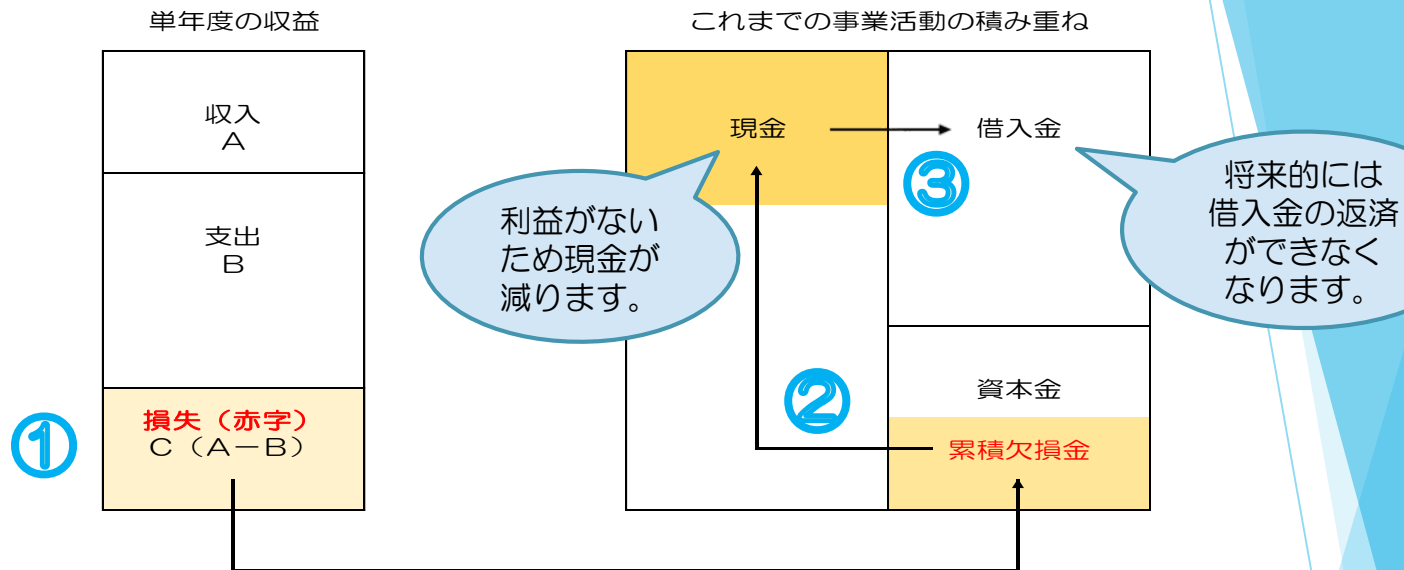 単年度の収益
これまでの事業活動の積み重ね
収入
A
支出
B
①
損失（赤字）
C（A－B）
現金
借入金
③
利益がない
ため現金が
減ります。
将来的には
借入金の返済
ができなく
なります。
②
資本金
累積欠損金